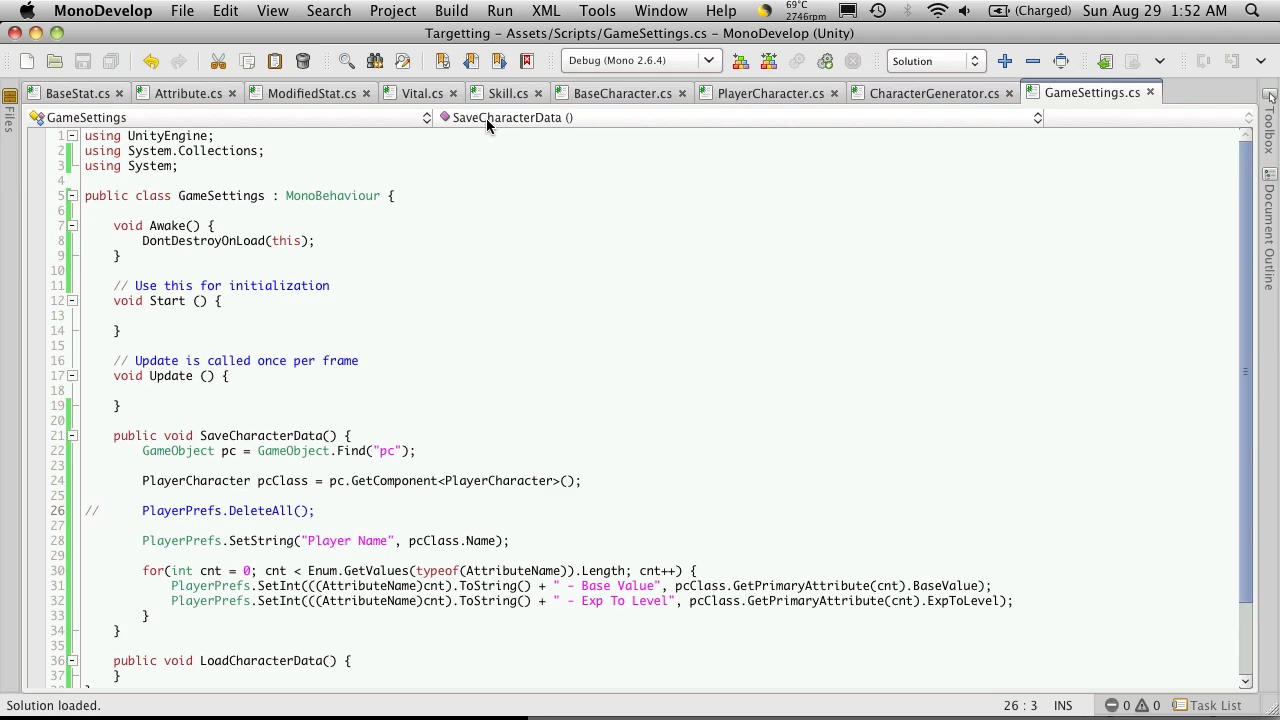 MonoDevelop File Edit View Search Project Build Run XML Tools Window Help 69°C 2746rpm (Charged) Sun Aug 29 1:52 AM
Targetting - Assets/Scripts/GameSettings.cs - MonoDevelop (Unity)
Debug (Mono 2.6.4) Solution
BaseStat.cs Attribute.cs ModifiedStat.cs Vital.cs Skill.cs BaseCharacter.cs PlayerCharacter.cs CharacterGenerator.cs GameSettings.cs
GameSettings SaveCharacterData ()
Files
Toolbox
Document Outline
1 using UnityEngine;
2 using System.Collections;
3 using System;
4
5 public class GameSettings : MonoBehaviour {
6
7 void Awake() {
8 DontDestroyOnLoad(this);
9 }
10
11 // Use this for initialization
12 void Start () {
13
14 }
15
16 // Update is called once per frame
17 void Update () {
18
19 }
20
21 public void SaveCharacterData() {
22 GameObject pc = GameObject.Find("pc");
23
24 PlayerCharacter pcClass = pc.GetComponent<PlayerCharacter>();
25
26 // PlayerPrefs.DeleteAll();
27
28 PlayerPrefs.SetString("Player Name", pcClass.Name);
29
30 for(int cnt = 0; cnt < Enum.GetValues(typeof(AttributeName)).Length; cnt++) {
31 PlayerPrefs.SetInt(((AttributeName)cnt).ToString() + " - Base Value", pcClass.GetPrimaryAttribute(cnt).BaseValue);
32 PlayerPrefs.SetInt(((AttributeName)cnt).ToString() + " - Exp To Level", pcClass.GetPrimaryAttribute(cnt).ExpToLevel);
33 }
34 }
35
36 public void LoadCharacterData() {
37 }
Solution loaded. 26 : 3 INS 0 0 Task List